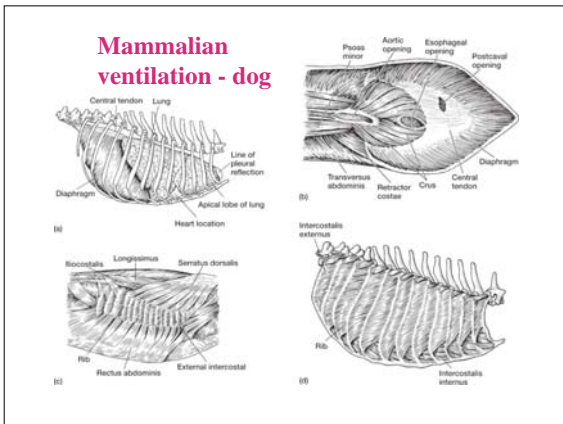 Mammalian
ventilation - dog
Central tendon
Lung
Line of
pleural
reflection
Diaphragm
Apical lobe of lung
Heart location
(a)
Psoas
minor
Aortic
opening
Esophageal
opening
Postcaval
opening
Diaphragm
Central
tendon
Crus
Retractor
costae
Transversus
abdominis
(b)
Iliocostalis
Longissimus
Serratus dorsalis
Rib
Rectus abdominis
External intercostal
(c)
Intercostalis
externus
Rib
Intercostalis
internus
(d)